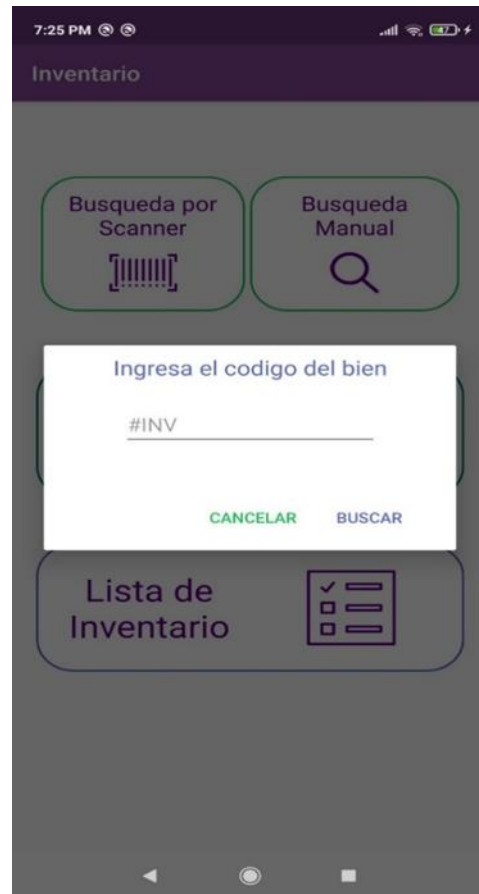 7:25 PM
47
Inventario
Busqueda por
Scanner
Busqueda
Manual
Ingresa el codigo del bien
#INV
CANCELAR
BUSCAR
Lista de
Inventario